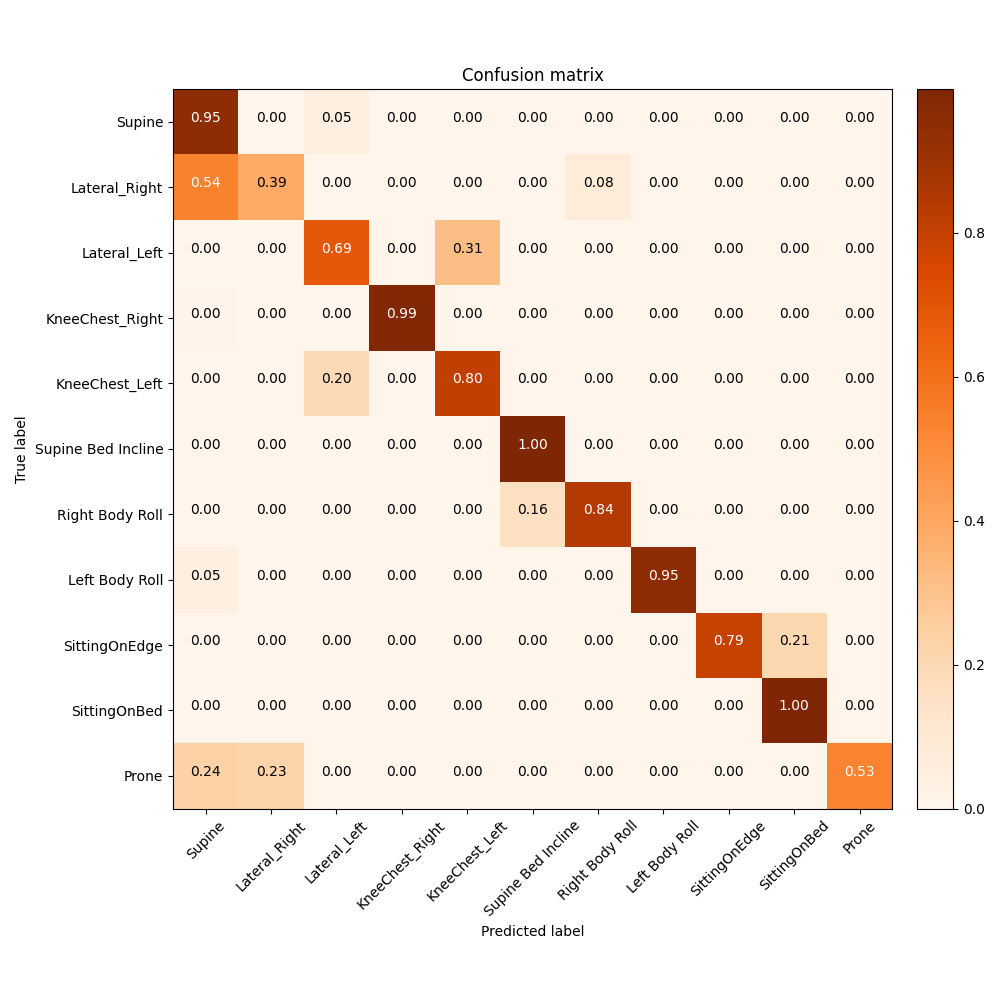 Confusion matrix
Supine 0.95 0.00 0.05 0.00 0.00 0.00 0.00 0.00 0.00 0.00 0.00
Lateral_Right 0.54 0.39 0.00 0.00 0.00 0.00 0.08 0.00 0.00 0.00 0.00
Lateral_Left 0.00 0.00 0.69 0.00 0.31 0.00 0.00 0.00 0.00 0.00 0.00
KneeChest_Right 0.00 0.00 0.00 0.99 0.00 0.00 0.00 0.00 0.00 0.00 0.00
KneeChest_Left 0.00 0.00 0.20 0.00 0.80 0.00 0.00 0.00 0.00 0.00 0.00
Supine Bed Incline 0.00 0.00 0.00 0.00 0.00 1.00 0.00 0.00 0.00 0.00 0.00
Right Body Roll 0.00 0.00 0.00 0.00 0.00 0.16 0.84 0.00 0.00 0.00 0.00
Left Body Roll 0.05 0.00 0.00 0.00 0.00 0.00 0.00 0.95 0.00 0.00 0.00
SittingOnEdge 0.00 0.00 0.00 0.00 0.00 0.00 0.00 0.00 0.79 0.21 0.00
SittingOnBed 0.00 0.00 0.00 0.00 0.00 0.00 0.00 0.00 0.00 1.00 0.00
Prone 0.24 0.23 0.00 0.00 0.00 0.00 0.00 0.00 0.00 0.00 0.53
True label
Supine Lateral_Right Lateral_Left KneeChest_Right KneeChest_Left Supine Bed Incline Right Body Roll Left Body Roll SittingOnEdge SittingOnBed Prone
Predicted label
0.8
0.6
0.4
0.2
0.0